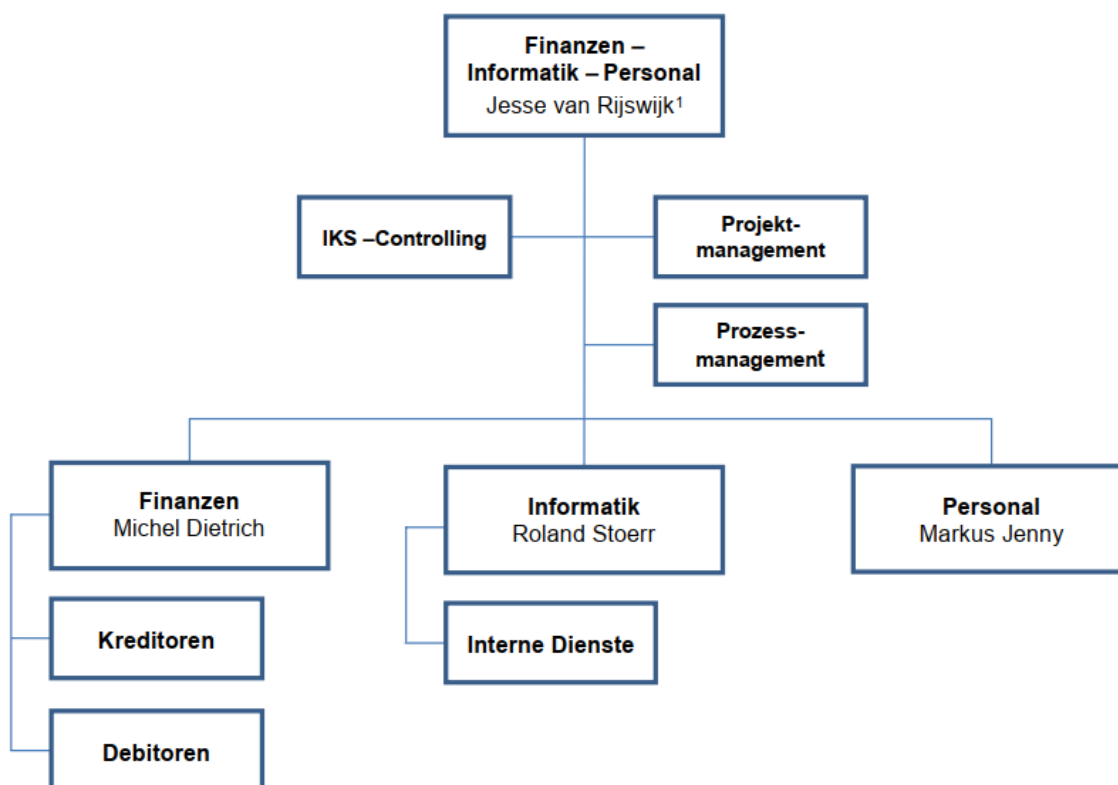 Finanzen –
Informatik – Personal
Jesse van Rijswijk¹
IKS –Controlling
Projekt-
management
Prozess-
management
Finanzen
Michel Dietrich
Informatik
Roland Stoerr
Personal
Markus Jenny
Kreditoren
Interne Dienste
Debitoren